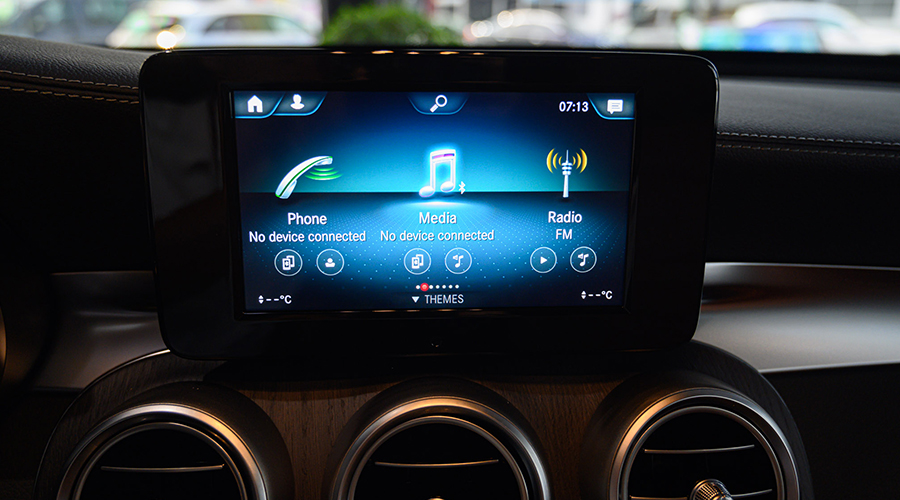 07:13
Phone
No device connected
Media
No device connected
Radio
FM
--°C
THEMES
--°C